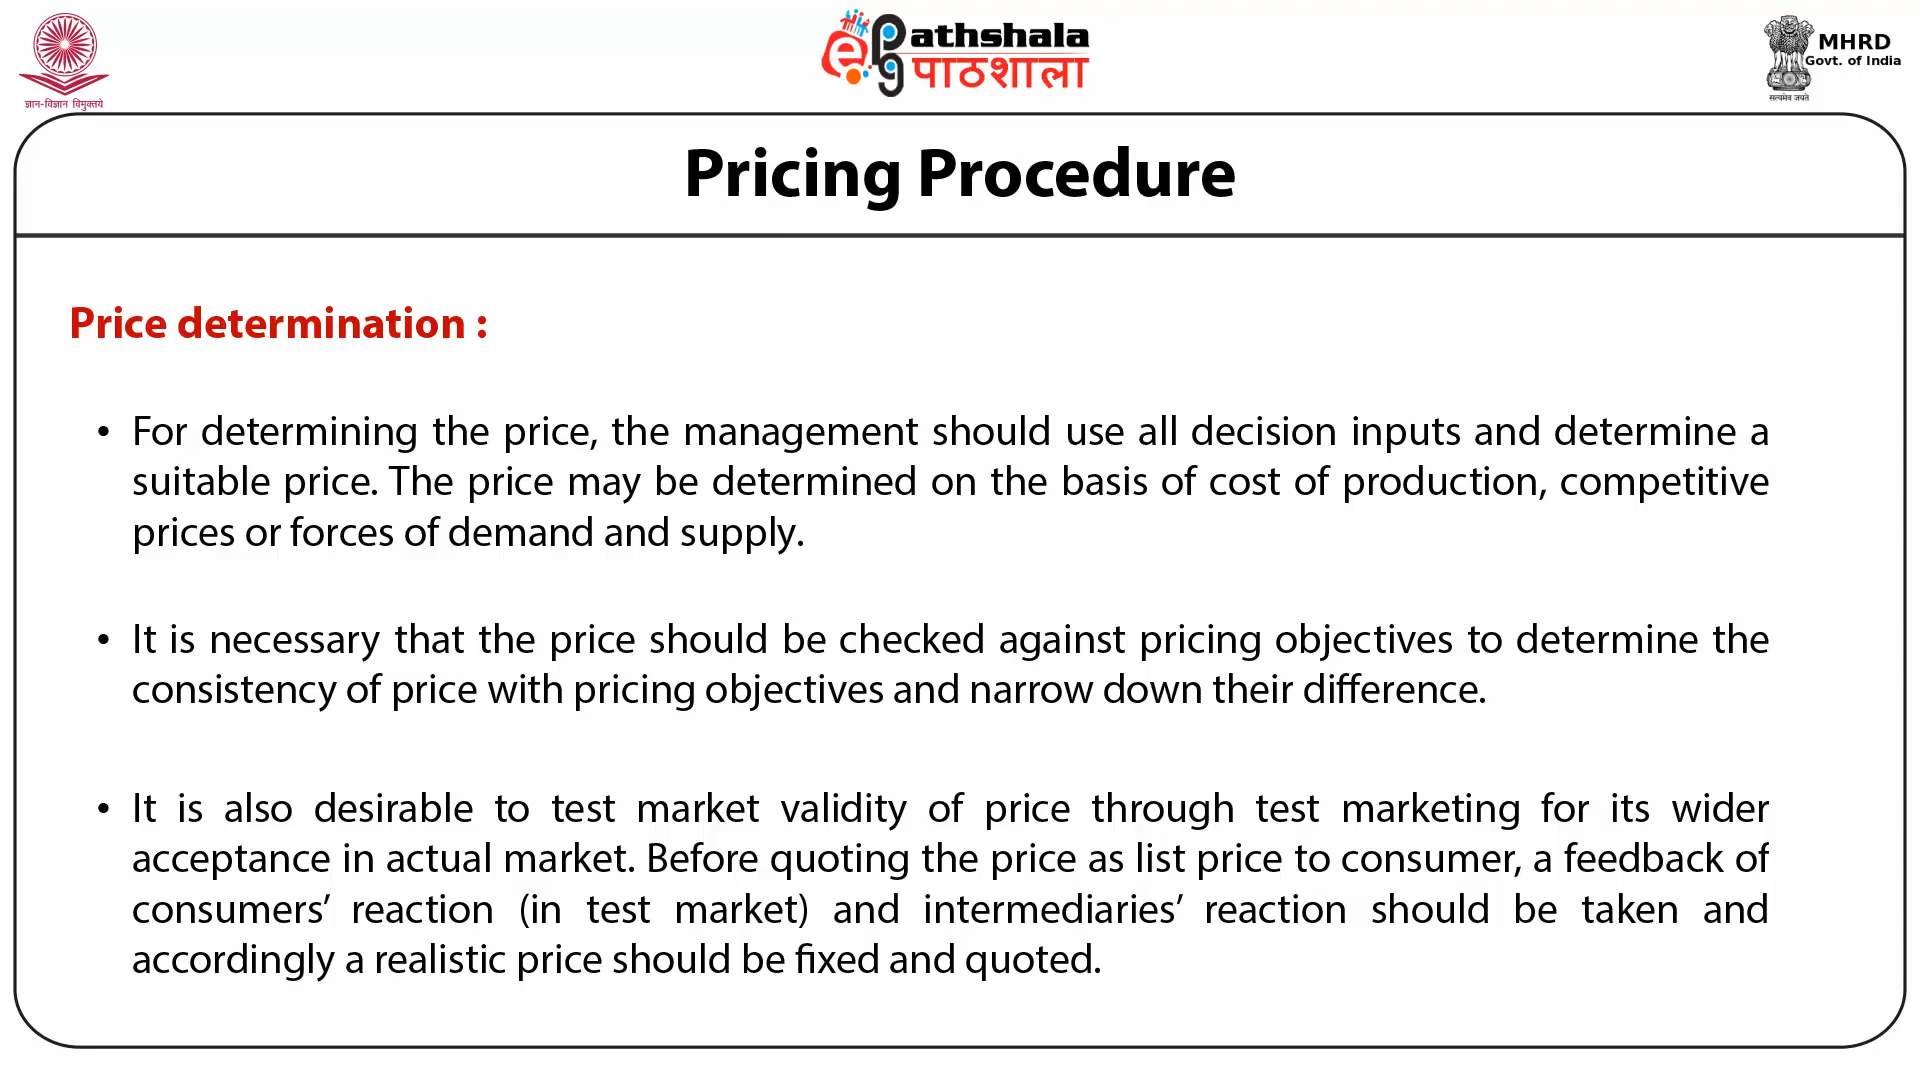 ज्ञान-विज्ञान विमुक्तये
ePathshala
पाठशाला
MHRD
Govt. of India
सत्यमेव जयते
Pricing Procedure
Price determination :
• For determining the price, the management should use all decision inputs and determine a
suitable price. The price may be determined on the basis of cost of production, competitive
prices or forces of demand and supply.
• It is necessary that the price should be checked against pricing objectives to determine the
consistency of price with pricing objectives and narrow down their difference.
• It is also desirable to test market validity of price through test marketing for its wider
acceptance in actual market. Before quoting the price as list price to consumer, a feedback of
consumers’ reaction (in test market) and intermediaries’ reaction should be taken and
accordingly a realistic price should be fixed and quoted.